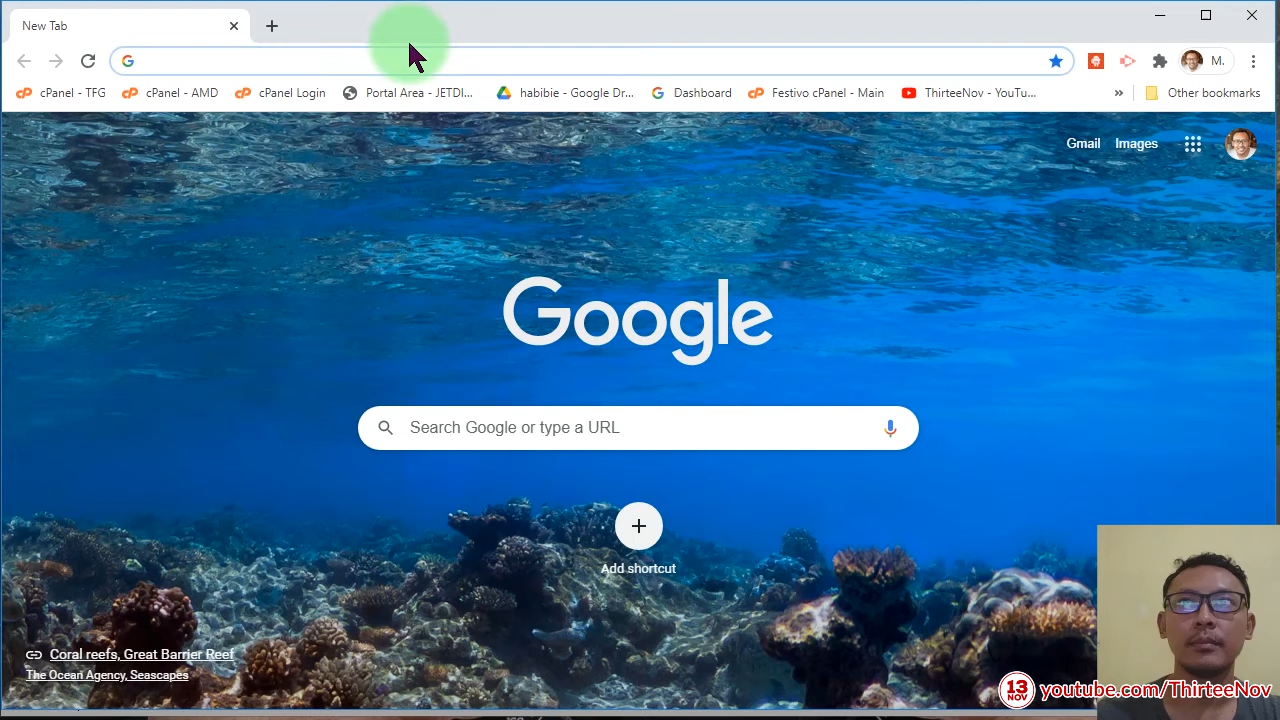 New Tab
M.
cPanel - TFG
cPanel - AMD
cPanel Login
Portal Area - JETDI...
habibie - Google Dr...
Dashboard
Festivo cPanel - Main
ThirteeNov - YouTu...
»
Other bookmarks
Gmail
Images
Google
Search Google or type a URL
Add shortcut
Coral reefs, Great Barrier Reef
The Ocean Agency, Seascapes
13
NOV
youtube.com/ThirteeNov